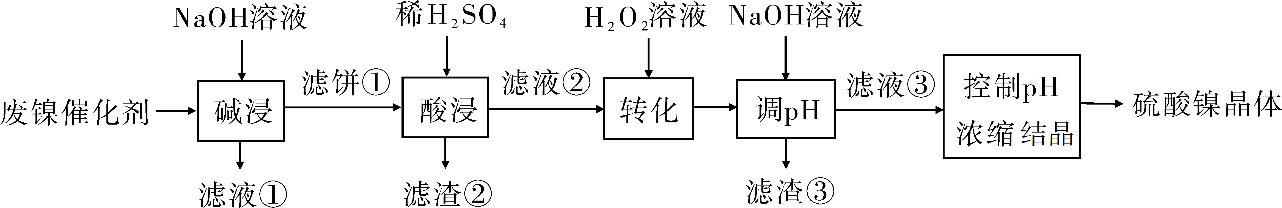 NaOH溶液 稀H₂SO₄ H₂O₂溶液 NaOH溶液
废镍催化剂 碱浸 滤饼① 酸浸 滤液② 转化 调pH 滤液③ 控制pH 浓缩结晶 硫酸镍晶体
滤液① 滤渣② 滤渣③